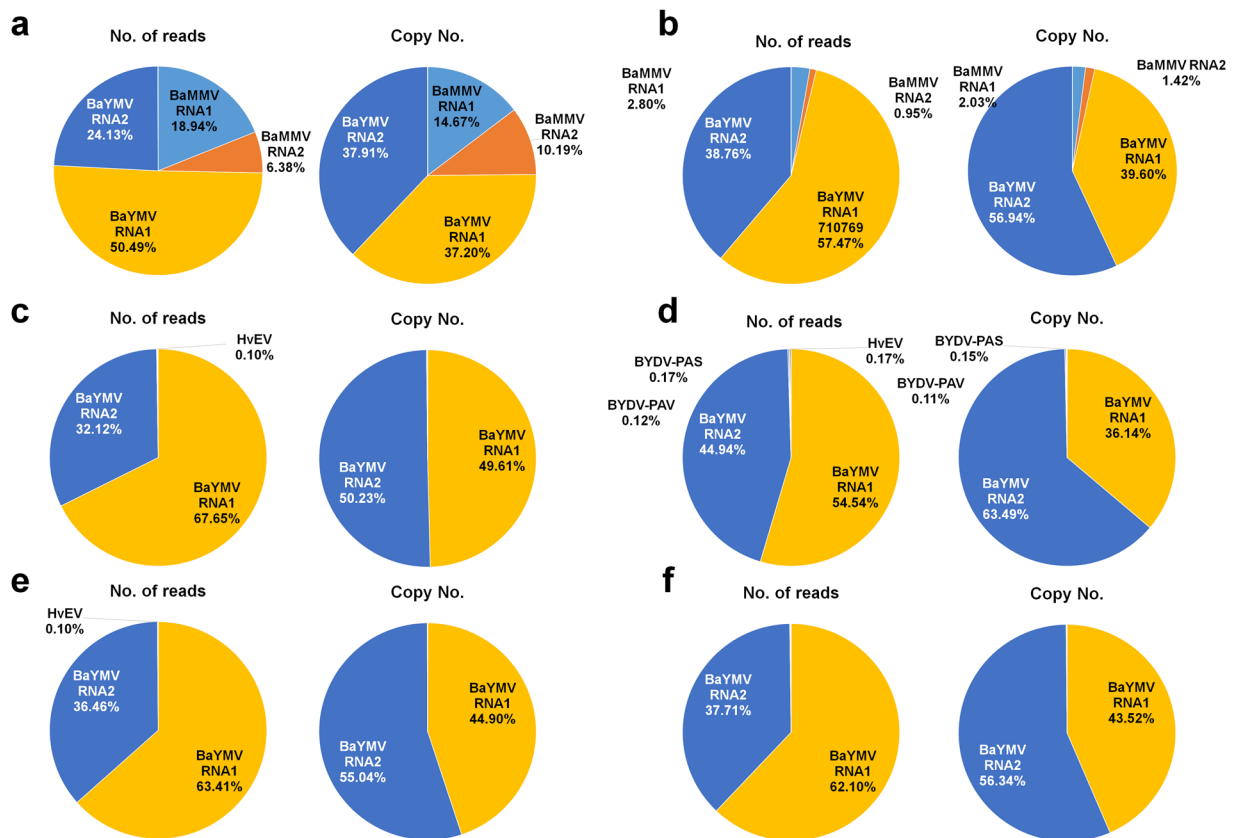 a
No. of reads
BaYMV
RNA2
24.13%
BaMMV
RNA1
18.94%
BaMMV
RNA2
6.38%
BaYMV
RNA1
50.49%
Copy No.
BaYMV
RNA2
37.91%
BaMMV
RNA1
14.67%
BaMMV
RNA2
10.19%
BaYMV
RNA1
37.20%
b
No. of reads
BaMMV
RNA1
2.80%
BaMMV
RNA2
0.95%
BaYMV
RNA2
38.76%
BaYMV
RNA1
710769
57.47%
Copy No.
BaMMV
RNA1
2.03%
BaMMV RNA2
1.42%
BaYMV
RNA1
39.60%
BaYMV
RNA2
56.94%
c
No. of reads
HvEV
0.10%
BaYMV
RNA2
32.12%
BaYMV
RNA1
67.65%
Copy No.
BaYMV
RNA2
50.23%
BaYMV
RNA1
49.61%
d
No. of reads
HvEV
0.17%
BYDV-PAS
0.17%
BYDV-PAV
0.12%
BaYMV
RNA2
44.94%
BaYMV
RNA1
54.54%
Copy No.
BYDV-PAS
0.15%
BYDV-PAV
0.11%
BaYMV
RNA1
36.14%
BaYMV
RNA2
63.49%
e
No. of reads
HvEV
0.10%
BaYMV
RNA2
36.46%
BaYMV
RNA1
63.41%
Copy No.
BaYMV
RNA1
44.90%
BaYMV
RNA2
55.04%
f
No. of reads
BaYMV
RNA2
37.71%
BaYMV
RNA1
62.10%
Copy No.
BaYMV
RNA1
43.52%
BaYMV
RNA2
56.34%